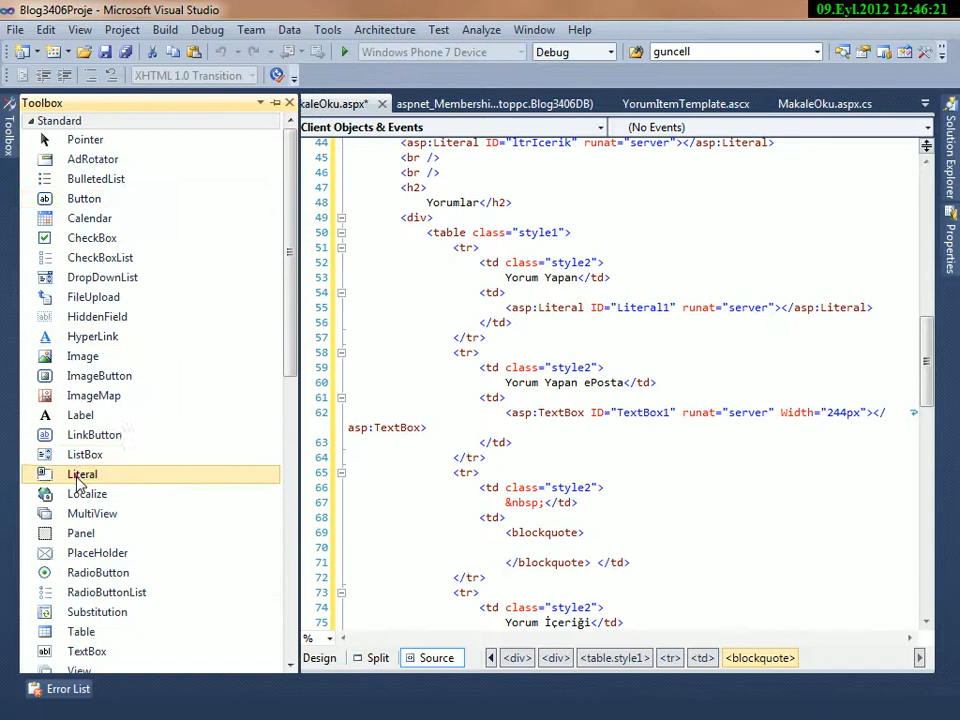 Blog3406Proje - Microsoft Visual Studio
09.Eyl.2012 12:46:21
File Edit View Project Build Debug Team Data Tools Architecture Test Analyze Window Help
Windows Phone 7 Device Debug guncell
XHTML 1.0 Transition
Toolbox
kaleOku.aspx* aspnet_Membershi...toppc.Blog3406DB) YorumItemTemplate.ascx MakaleOku.aspx.cs
Client Objects & Events (No Events)
Toolbox
Standard
Pointer
AdRotator
BulletedList
Button
Calendar
CheckBox
CheckBoxList
DropDownList
FileUpload
HiddenField
HyperLink
Image
ImageButton
ImageMap
Label
LinkButton
ListBox
Literal
Localize
MultiView
Panel
PlaceHolder
RadioButton
RadioButtonList
Substitution
Table
TextBox
View
44 <asp:Literal ID="ltrIcerik" runat="server"></asp:Literal>
45 <br />
46 <br />
47 <h2>
48 Yorumlar</h2>
49 <div>
50 <table class="style1">
51 <tr>
52 <td class="style2">
53 Yorum Yapan</td>
54 <td>
55 <asp:Literal ID="Literal1" runat="server"></asp:Literal>
56 </td>
57 </tr>
58 <tr>
59 <td class="style2">
60 Yorum Yapan ePosta</td>
61 <td>
62 <asp:TextBox ID="TextBox1" runat="server" Width="244px"></
asp:TextBox>
63 </td>
64 </tr>
65 <tr>
66 <td class="style2">
67 &nbsp;</td>
68 <td>
69 <blockquote>
70
71 </blockquote> </td>
72 </tr>
73 <tr>
74 <td class="style2">
75 Yorum İçeriği</td>
%
Design Split Source <div> <div> <table.style1> <tr> <td> <blockquote>
Solution Explorer
Properties
Error List